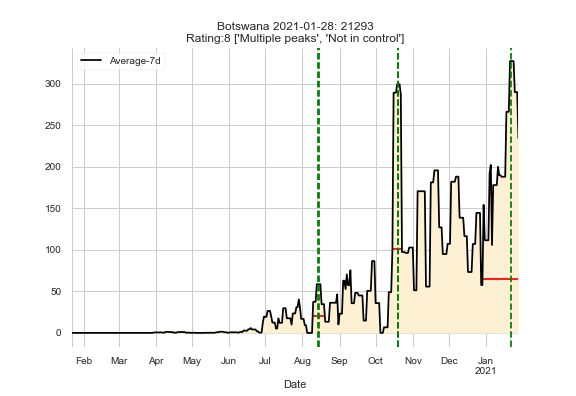 Botswana 2021-01-28: 21293
Rating:8 ['Multiple peaks', 'Not in control']
Average-7d
300
250
200
150
100
50
0
Feb Mar Apr May Jun Jul Aug Sep Oct Nov Dec Jan
2021
Date